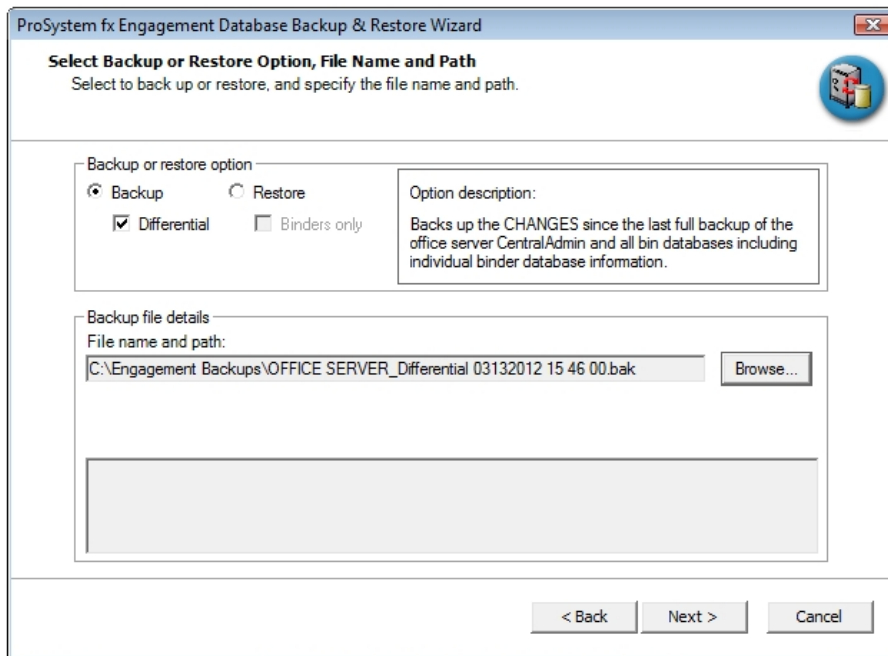 ProSystem fx Engagement Database Backup & Restore Wizard
Select Backup or Restore Option, File Name and Path
Select to back up or restore, and specify the file name and path.
Backup or restore option
Backup
Restore
Differential
Binders only
Option description:
Backs up the CHANGES since the last full backup of the
office server CentralAdmin and all bin databases including
individual binder database information.
Backup file details
File name and path:
C:\Engagement Backups\OFFICE SERVER_Differential 03132012 15 46 00.bak
Browse...
< Back
Next >
Cancel